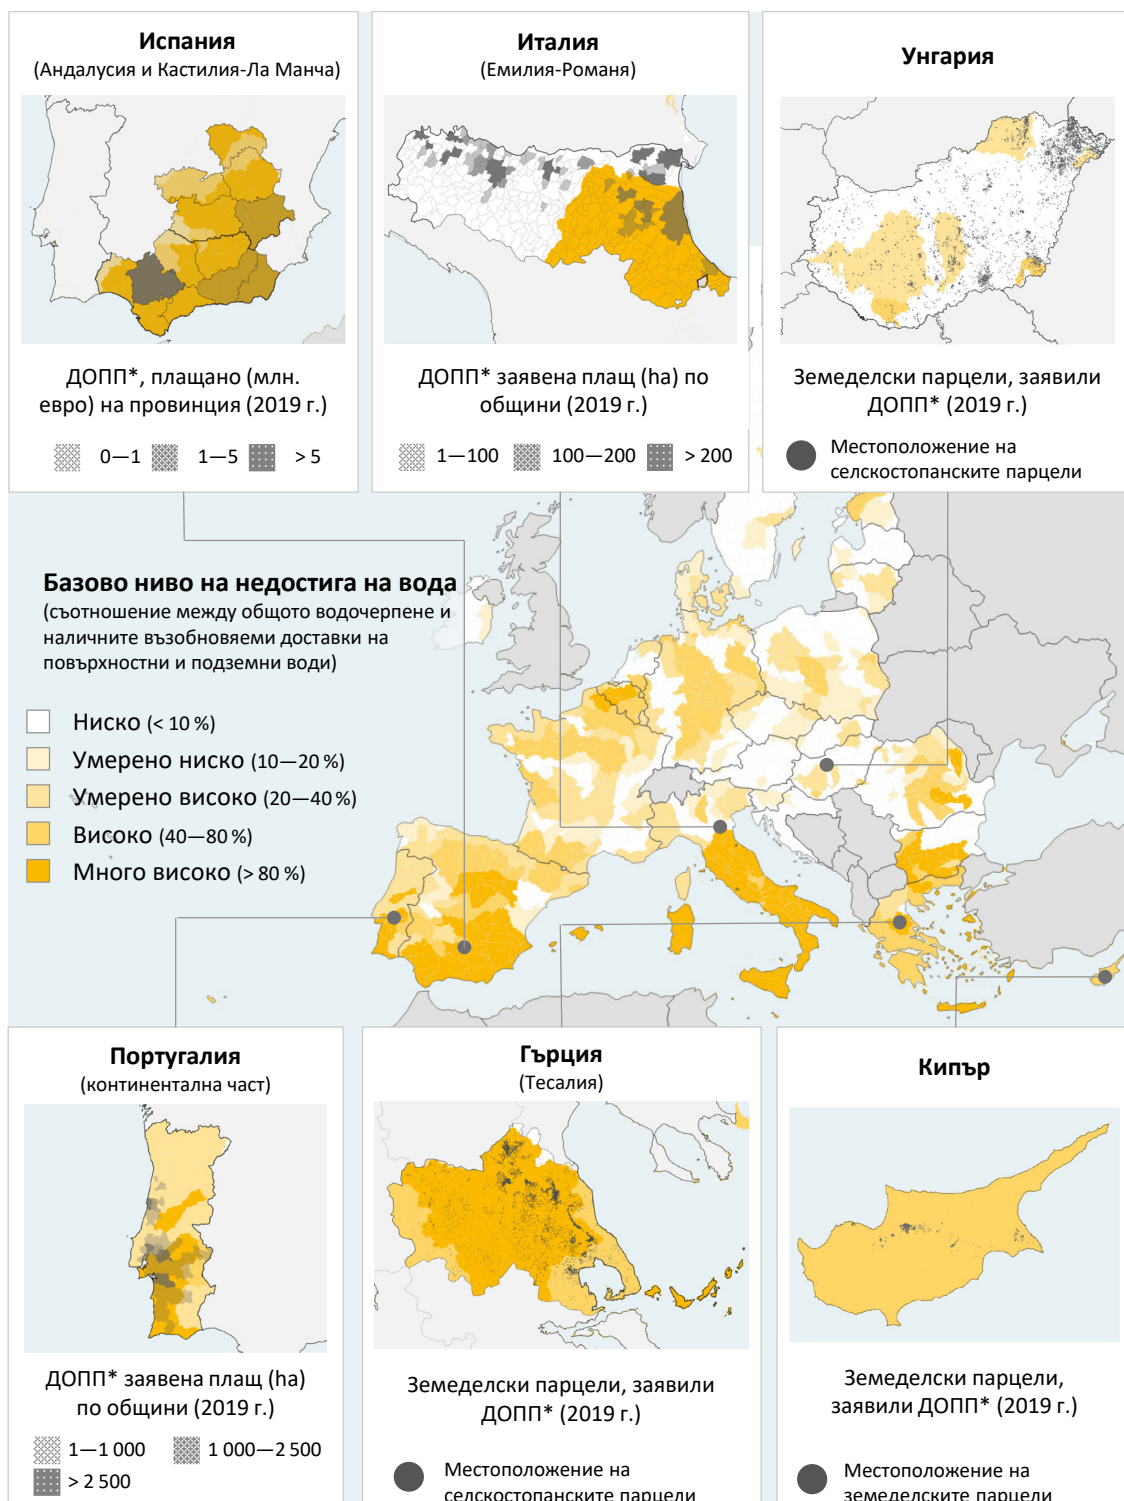 Испания
(Андалусия и Кастилия-Ла Манча)
ДОПП*, плащано (млн.
евро) на провинция (2019 г.)
0—1
1—5
> 5
Италия
(Емилия-Романя)
ДОПП* заявена площ (ha) по
общини (2019 г.)
1—100
100—200
> 200
Унгария
Земеделски парцели, заявили
ДОПП* (2019 г.)
Местоположение на
селскостопанските парцели
Базово ниво на недостига на вода
(съотношение между общото водочерпене и
наличните възобновяеми доставки на
повърхностни и подземни води)
Ниско (< 10 %)
Умерено ниско (10—20 %)
Умерено високо (20—40 %)
Високо (40—80 %)
Много високо (> 80 %)
Португалия
(континентална част)
ДОПП* заявена плащ (ha)
по общини (2019 г.)
1—1 000
1 000—2 500
> 2 500
Гърция
(Тесалия)
Земеделски парцели, заявили
ДОПП* (2019 г.)
Местоположение на
селскостопанските парцели
Кипър
Земеделски парцели,
заявили ДОПП* (2019 г.)
Местоположение на
земеделските парцели